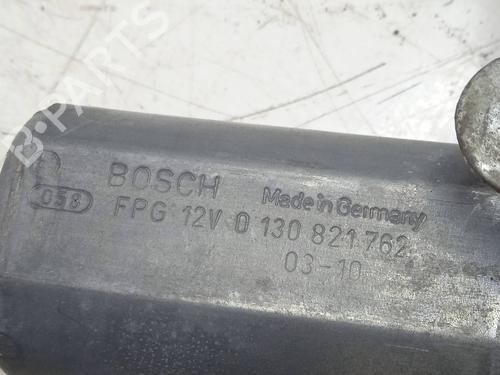 B-Parts
BOSCH Made in Germany
058 FPG 12V 0 130 821 762
03-10